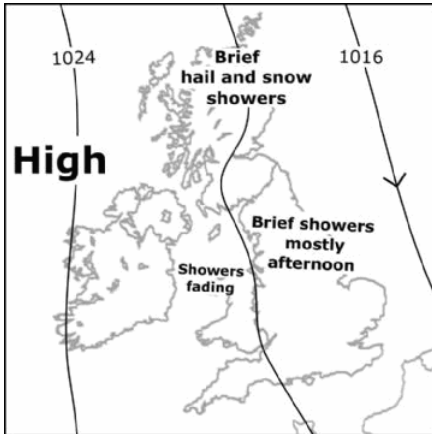 1024
Brief
hail and snow
showers
1016
High
Brief showers
mostly
afternoon
Showers
fading